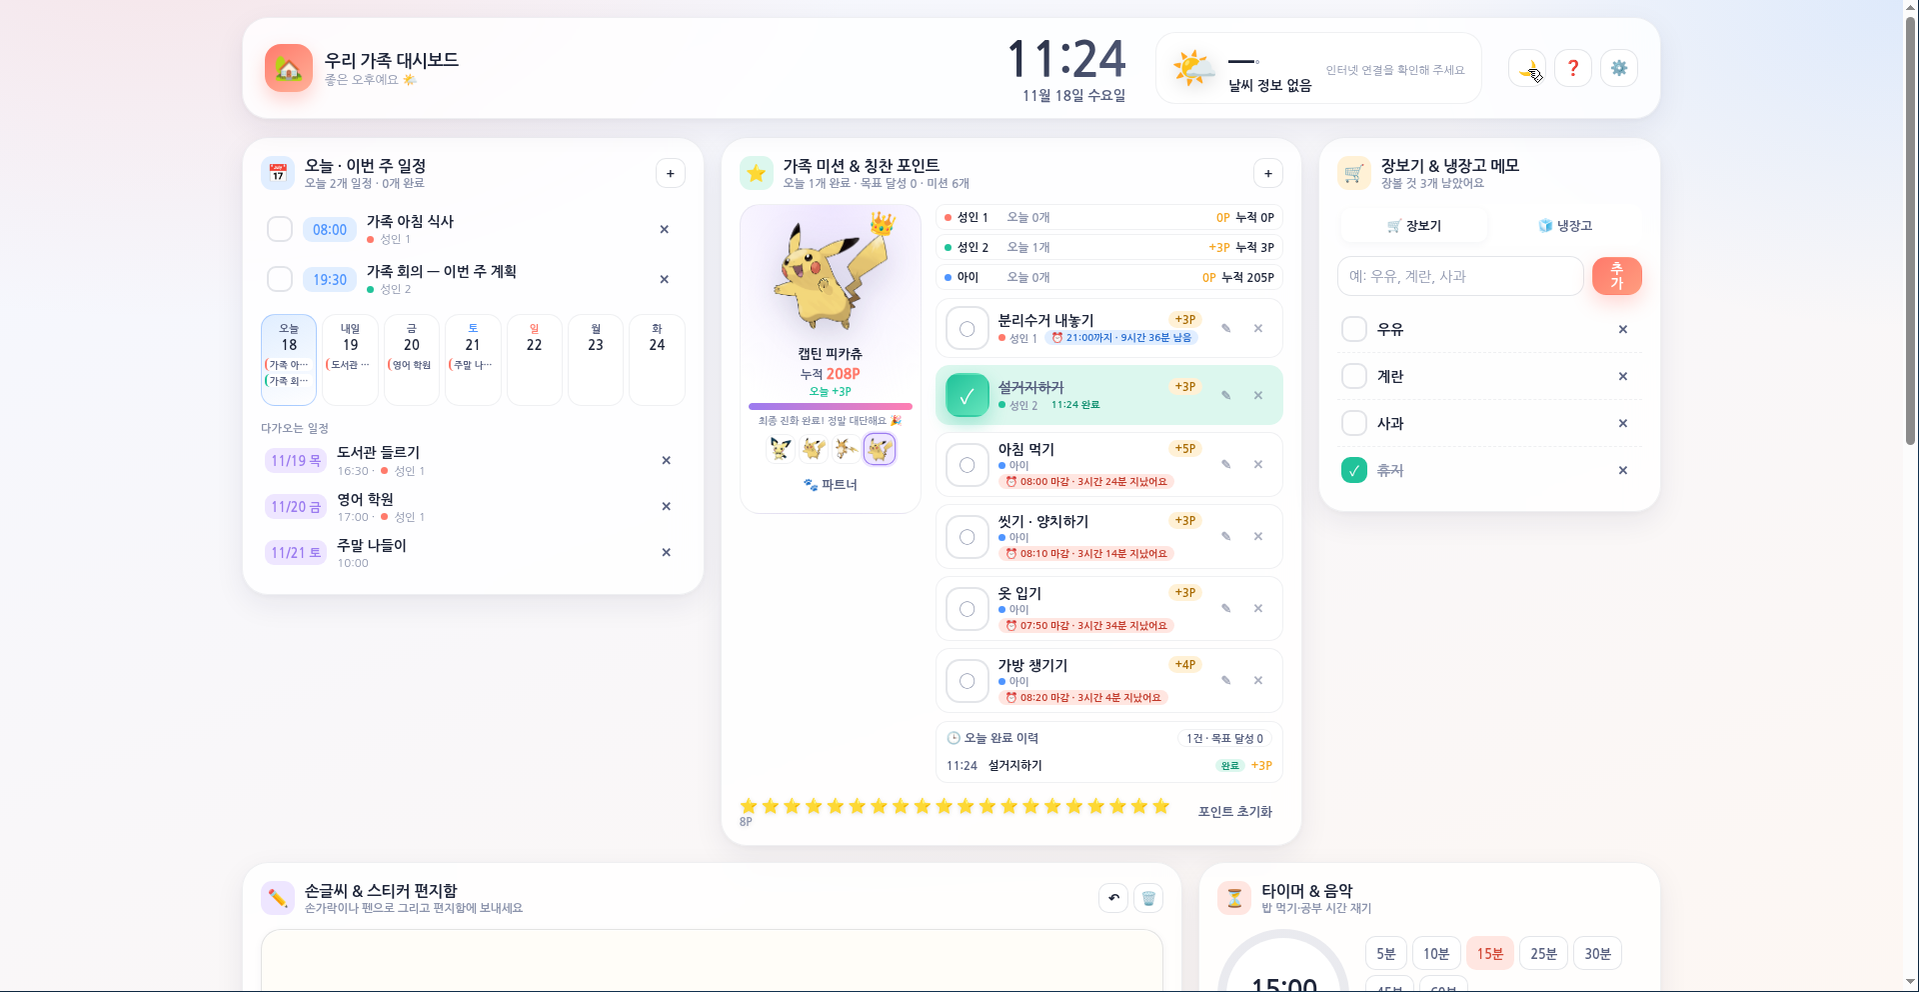 우리 가족 대시보드
좋은 오후예요
11:24
11월 18일 수요일
—°
날씨 정보 없음
인터넷 연결을 확인해 주세요
오늘 · 이번 주 일정
오늘 2개 일정 · 0개 완료
+
08:00
가족 아침 식사
성인 1
×
19:30
가족 회의 — 이번 주 계획
성인 2
×
오늘
18
가족 아…
가족 회…
내일
19
도서관 …
금
20
영어 학원
토
21
주말 나…
일
22
월
23
화
24
다가오는 일정
11/19 목
도서관 들르기
16:30 · 성인 1
×
11/20 금
영어 학원
17:00 · 성인 1
×
11/21 토
주말 나들이
10:00
×
가족 미션 & 칭찬 포인트
오늘 1개 완료 · 목표 달성 0 · 미션 6개
+
캡틴 피카츄
누적 208P
오늘 +3P
최종 진화 완료! 정말 대단해요
파트너
성인 1 오늘 0개 0P 누적 0P
성인 2 오늘 1개 +3P 누적 3P
아이 오늘 0개 0P 누적 205P
분리수거 내놓기 +3P
성인 1 21:00까지 · 9시간 36분 남음
설거지하기 +3P
성인 2 11:24 완료
아침 먹기 +5P
아이
08:00 마감 · 3시간 24분 지났어요
씻기 · 양치하기 +3P
아이
08:10 마감 · 3시간 14분 지났어요
옷 입기 +3P
아이
07:50 마감 · 3시간 34분 지났어요
가방 챙기기 +4P
아이
08:20 마감 · 3시간 4분 지났어요
오늘 완료 이력 1건 · 목표 달성 0
11:24 설거지하기 완료 +3P
8P
포인트 초기화
장보기 & 냉장고 메모
장볼 것 3개 남았어요
장보기
냉장고
예: 우유, 계란, 사과
추가
우유 ×
계란 ×
사과 ×
휴지 ×
손글씨 & 스티커 편지함
손가락이나 펜으로 그리고 편지함에 보내세요
타이머 & 음악
밥 먹기·공부 시간 재기
15:00
5분
10분
15분
25분
30분
45분
60분